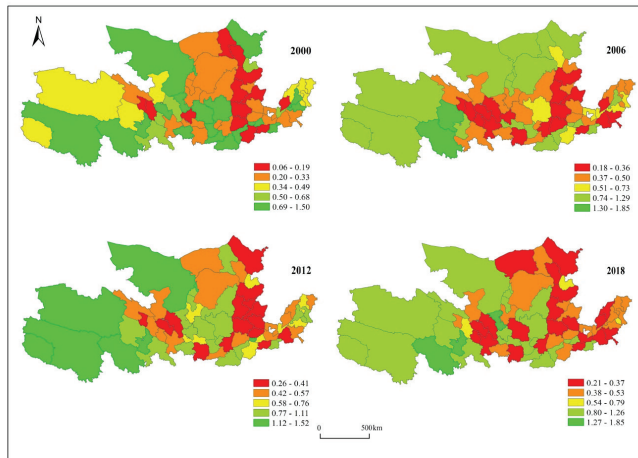 N
2000
0.06 - 0.19
0.20 - 0.33
0.34 - 0.49
0.50 - 0.68
0.69 - 1.50
2006
0.18 - 0.36
0.37 - 0.50
0.51 - 0.73
0.74 - 1.29
1.30 - 1.85
2012
0.26 - 0.41
0.42 - 0.57
0.58 - 0.76
0.77 - 1.11
1.12 - 1.52
2018
0.21 - 0.37
0.38 - 0.53
0.54 - 0.79
0.80 - 1.26
1.27 - 1.85
0 500km